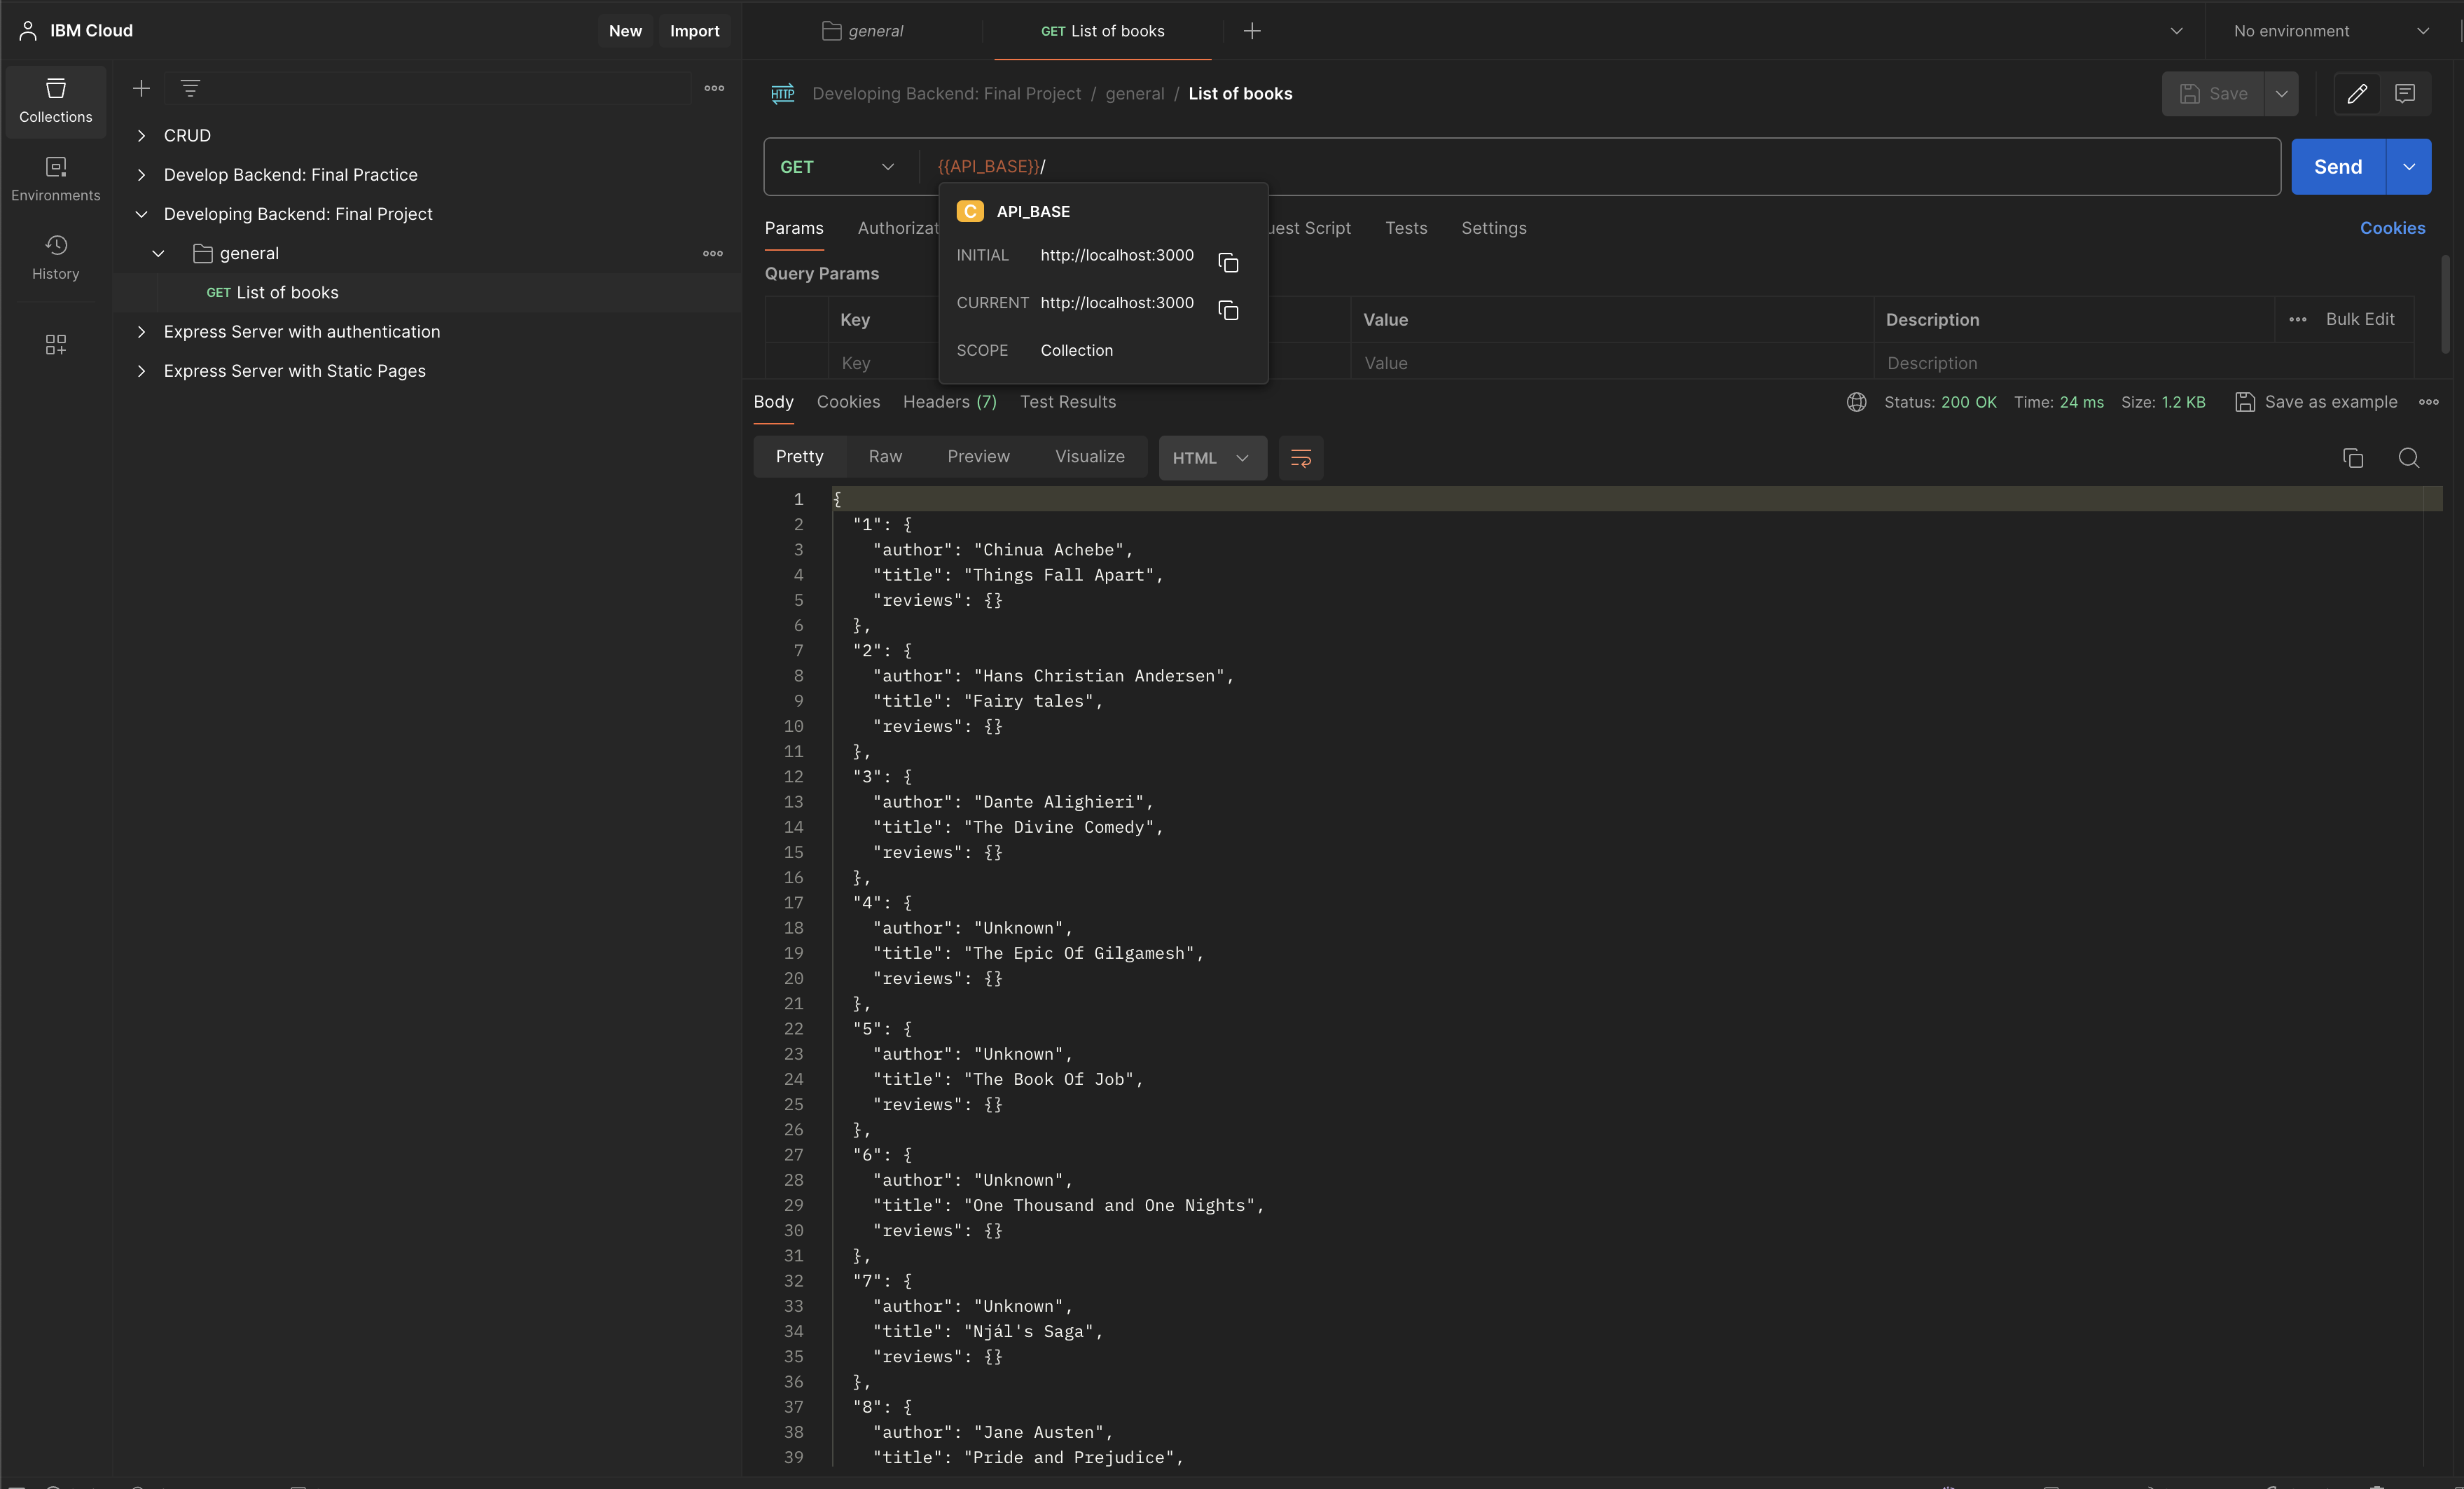 IBM Cloud
New
Import
general
GET List of books
No environment
Collections
Environments
History
CRUD
Develop Backend: Final Practice
Developing Backend: Final Project
general
GET List of books
Express Server with authentication
Express Server with Static Pages
HTTP Developing Backend: Final Project / general / List of books
Save
GET
{{API_BASE}}/
Send
Params
Authorizat
uest Script
Tests
Settings
Cookies
C API_BASE
INITIAL http://localhost:3000
CURRENT http://localhost:3000
SCOPE Collection
Query Params
Key
Value
Description
Bulk Edit
Key
Value
Description
Body
Cookies
Headers (7)
Test Results
Status: 200 OK Time: 24 ms Size: 1.2 KB
Save as example
Pretty
Raw
Preview
Visualize
HTML
1 {
2 "1": {
3 "author": "Chinua Achebe",
4 "title": "Things Fall Apart",
5 "reviews": {}
6 },
7 "2": {
8 "author": "Hans Christian Andersen",
9 "title": "Fairy tales",
10 "reviews": {}
11 },
12 "3": {
13 "author": "Dante Alighieri",
14 "title": "The Divine Comedy",
15 "reviews": {}
16 },
17 "4": {
18 "author": "Unknown",
19 "title": "The Epic Of Gilgamesh",
20 "reviews": {}
21 },
22 "5": {
23 "author": "Unknown",
24 "title": "The Book Of Job",
25 "reviews": {}
26 },
27 "6": {
28 "author": "Unknown",
29 "title": "One Thousand and One Nights",
30 "reviews": {}
31 },
32 "7": {
33 "author": "Unknown",
34 "title": "Njál's Saga",
35 "reviews": {}
36 },
37 "8": {
38 "author": "Jane Austen",
39 "title": "Pride and Prejudice",